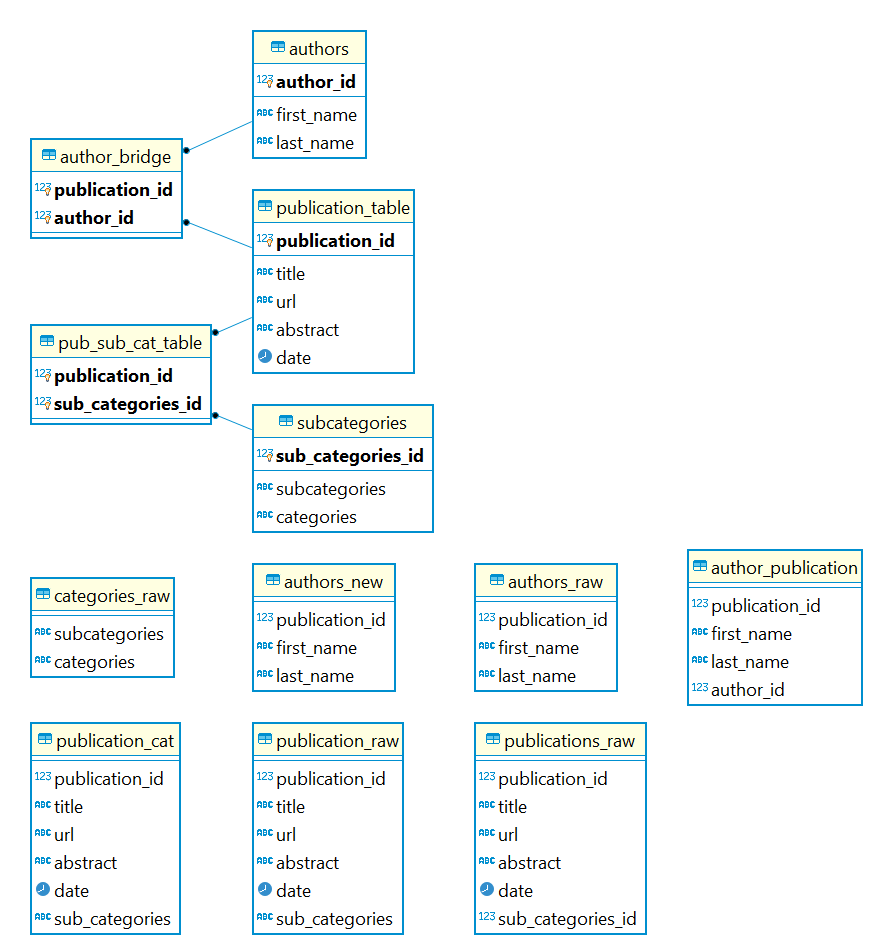 authors
123 author_id
ABC first_name
ABC last_name
author_bridge
123 publication_id
123 author_id
publication_table
123 publication_id
ABC title
ABC url
ABC abstract
date
pub_sub_cat_table
123 publication_id
123 sub_categories_id
subcategories
123 sub_categories_id
ABC subcategories
ABC categories
categories_raw
ABC subcategories
ABC categories
authors_new
123 publication_id
ABC first_name
ABC last_name
authors_raw
123 publication_id
ABC first_name
ABC last_name
author_publication
123 publication_id
ABC first_name
ABC last_name
123 author_id
publication_cat
123 publication_id
ABC title
ABC url
ABC abstract
date
ABC sub_categories
publication_raw
123 publication_id
ABC title
ABC url
ABC abstract
date
ABC sub_categories
publications_raw
123 publication_id
ABC title
ABC url
ABC abstract
date
123 sub_categories_id